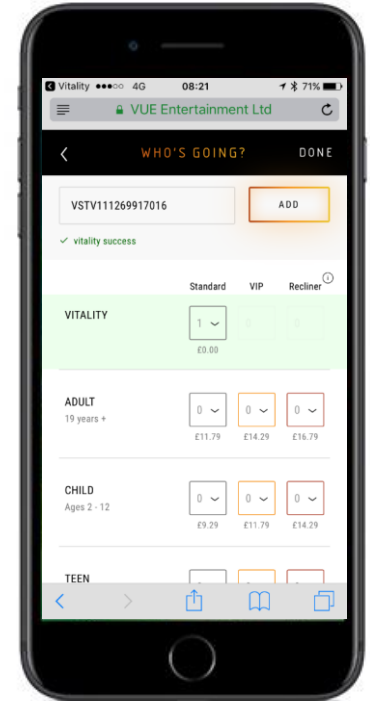 Vitality 4G 08:21 71%
VUE Entertainment Ltd
WHO'S GOING? DONE
VSTV111269917016 ADD
vitality success
Standard VIP Recliner
VITALITY 1
£0.00
ADULT 0 0 0
19 years +
£11.79 £14.29 £16.79
CHILD 0 0 0
Ages 2 - 12
£9.29 £11.79 £14.29
TEEN